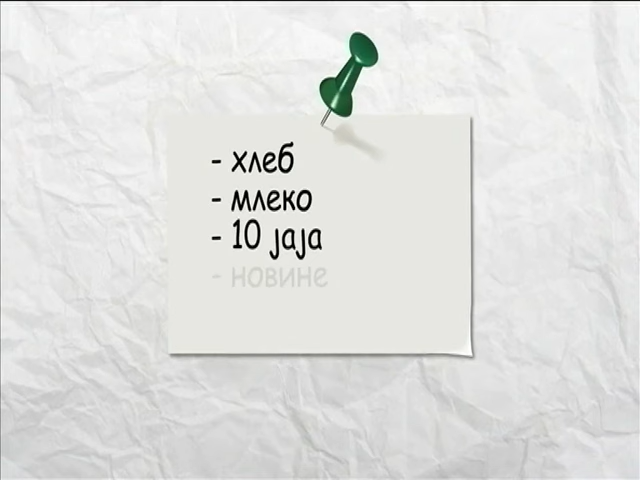 - хлеб
- млеко
- 10 јаја
- новине